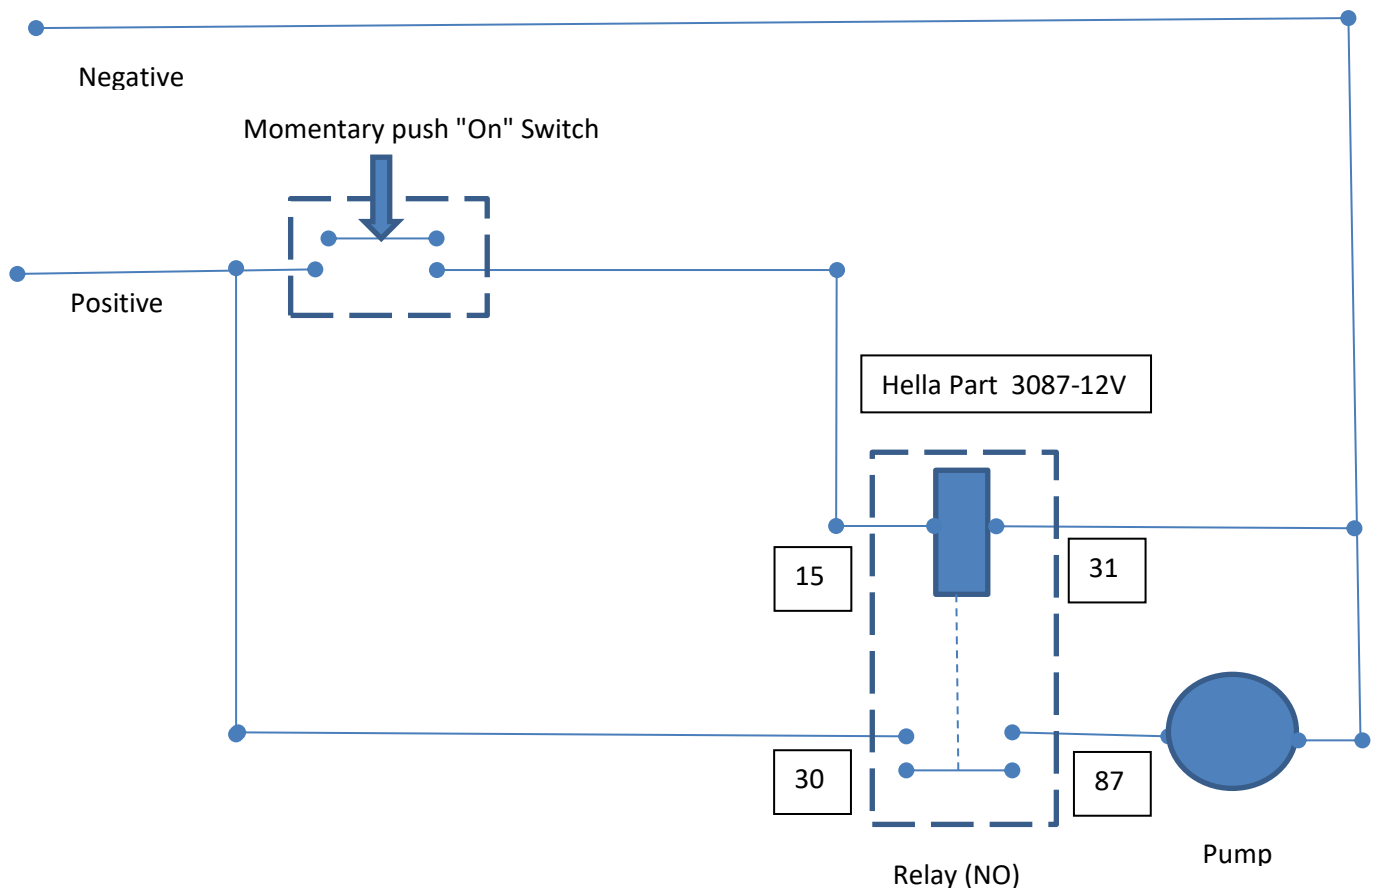 Negative
Momentary push "On" Switch
Positive
Hella Part 3087-12V
15
31
30
87
Pump
Relay (NO)